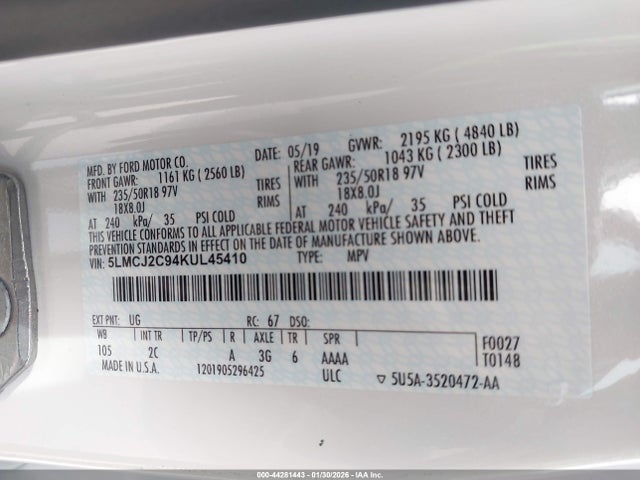 MFD. BY FORD MOTOR CO. DATE: 05/19 GVWR: 2195 KG ( 4840 LB)
FRONT GAWR: 1161 KG ( 2560 LB) REAR GAWR: 1043 KG ( 2300 LB)
WITH 235/50R18 97V TIRES WITH 235/50R18 97V TIRES
18X8.0J RIMS 18X8.0J RIMS
AT 240 kPa/ 35 PSI COLD AT 240 kPa/ 35 PSI COLD
THIS VEHICLE CONFORMS TO ALL APPLICABLE FEDERAL MOTOR VEHICLE SAFETY AND THEFT
PREVENTION STANDARDS IN EFFECT ON THE DATE OF MANUFACTURE SHOWN ABOVE.
VIN: 5LMCJ2C94KUL45410 TYPE: MPV
EXT PNT: UG RC: 67 DSO:
WB INT TR TP/PS R AXLE TR SPR F0027
105 2C A 3G 6 AAAA T0148
MADE IN U.S.A. 1201905296425 ULC ▽ 5U5A-3520472-AA
000-44281443 - 01/30/2026 - IAA Inc.